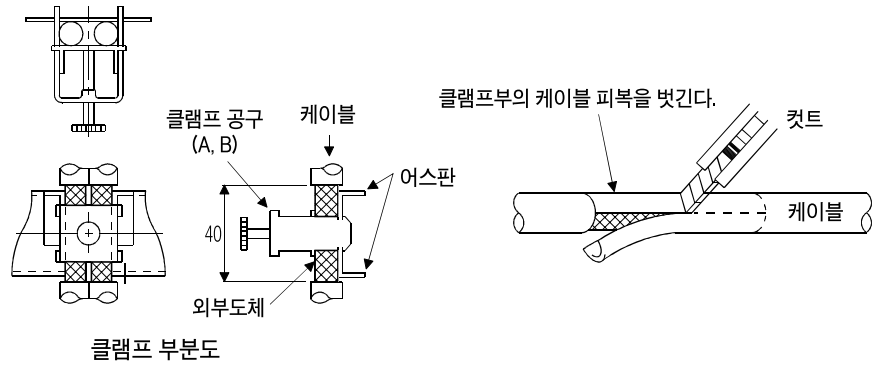 클램프 공구
(A, B)
케이블
어스판
40
외부도체
클램프 부분도
클램프부의 케이블 피복을 벗긴다.
컷트
케이블